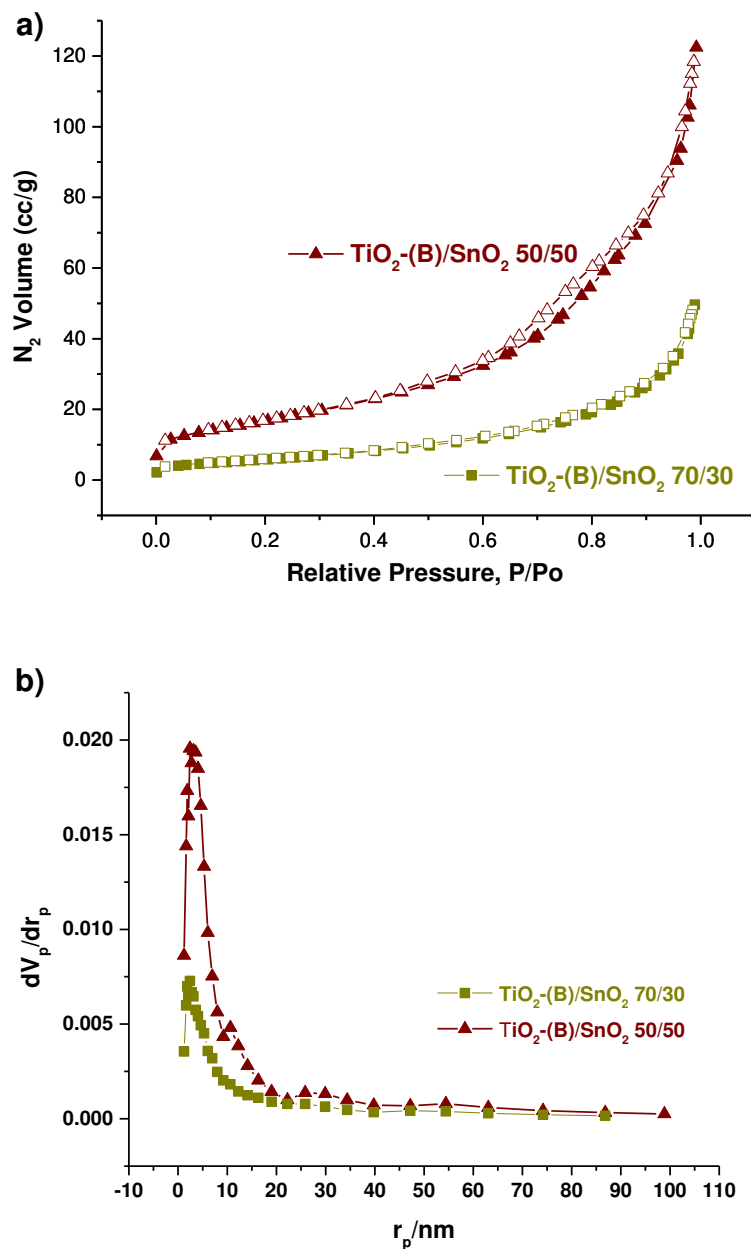 a)
120
100
80
60
40
20
0
N₂ Volume (cc/g)
TiO₂-(B)/SnO₂ 50/50
TiO₂-(B)/SnO₂ 70/30
0.0 0.2 0.4 0.6 0.8 1.0
Relative Pressure, P/Po
b)
0.020
0.015
0.010
0.005
0.000
dVₚ/drₚ
TiO₂-(B)/SnO₂ 70/30
TiO₂-(B)/SnO₂ 50/50
-10 0 10 20 30 40 50 60 70 80 90 100 110
rₚ/nm